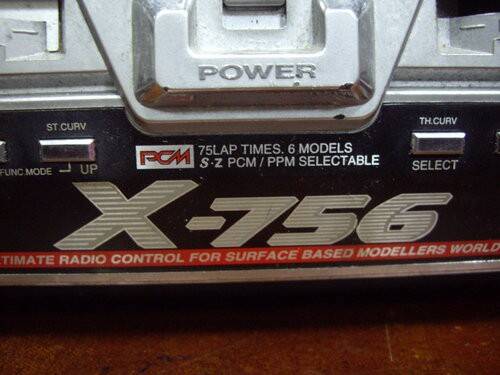 POWER
ST.CURV
TH.CURV
PCM 75LAP TIMES. 6 MODELS
S·Z PCM / PPM SELECTABLE
FUNC.MODE UP
SELECT
X-756
TIMATE RADIO CONTROL FOR SURFACE BASED MODELLERS WORLD